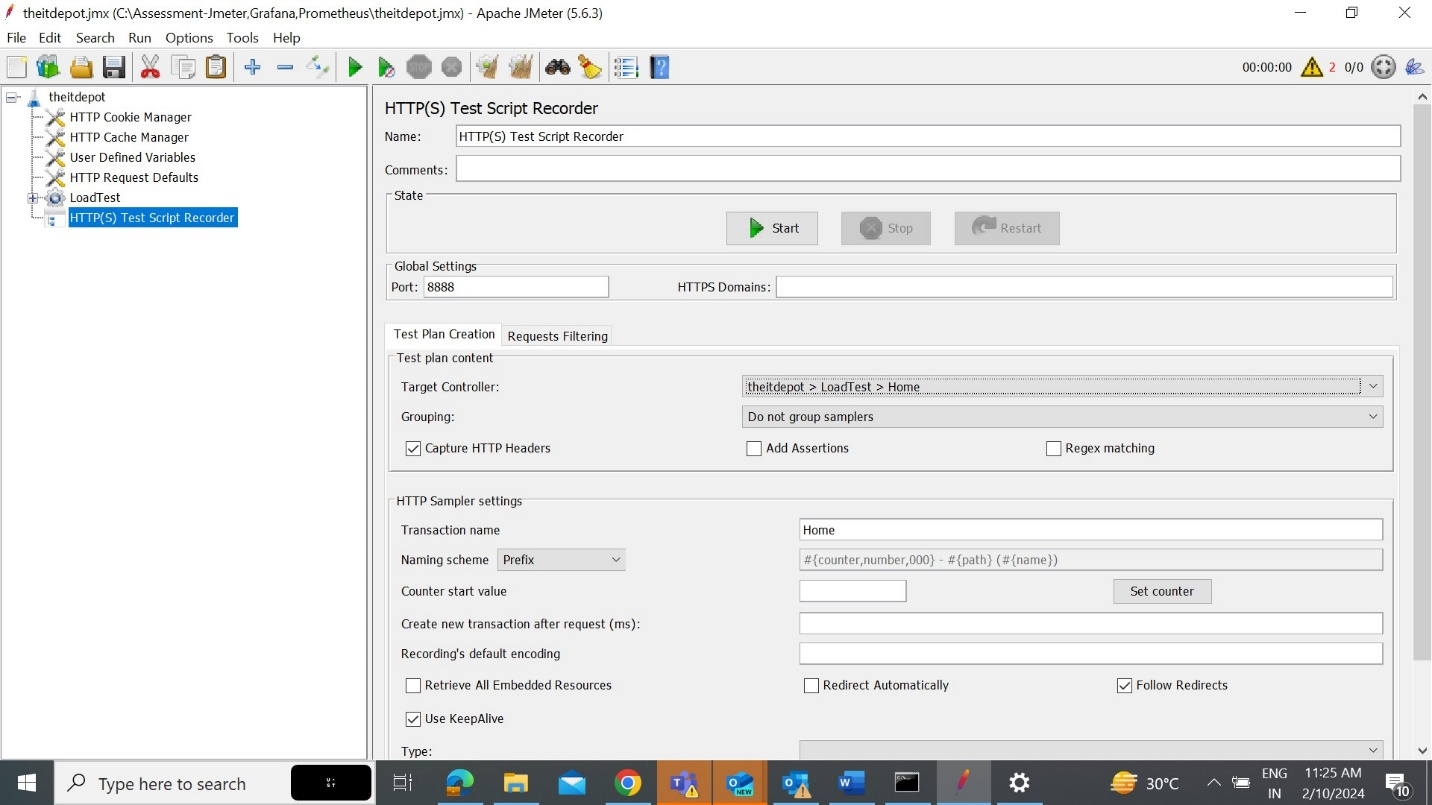 theitdepot.jmx (C:\Assessment-Jmeter,Grafana,Prometheus\theitdepot.jmx) - Apache JMeter (5.6.3)
File Edit Search Run Options Tools Help
STOP 00:00:00 2 0/0
theitdepot
HTTP Cookie Manager
HTTP Cache Manager
User Defined Variables
HTTP Request Defaults
LoadTest
HTTP(S) Test Script Recorder
HTTP(S) Test Script Recorder
Name: HTTP(S) Test Script Recorder
Comments:
State
Start Stop Restart
Global Settings
Port: 8888 HTTPS Domains:
Test Plan Creation Requests Filtering
Test plan content
Target Controller: theitdepot > LoadTest > Home
Grouping: Do not group samplers
Capture HTTP Headers Add Assertions Regex matching
HTTP Sampler settings
Transaction name Home
Naming scheme Prefix #{counter,number,000} - #{path} (#{name})
Counter start value Set counter
Create new transaction after request (ms):
Recording's default encoding
Retrieve All Embedded Resources Redirect Automatically Follow Redirects
Use KeepAlive
Type:
Type here to search NEW 30°C ENG IN 11:25 AM 2/10/2024 10